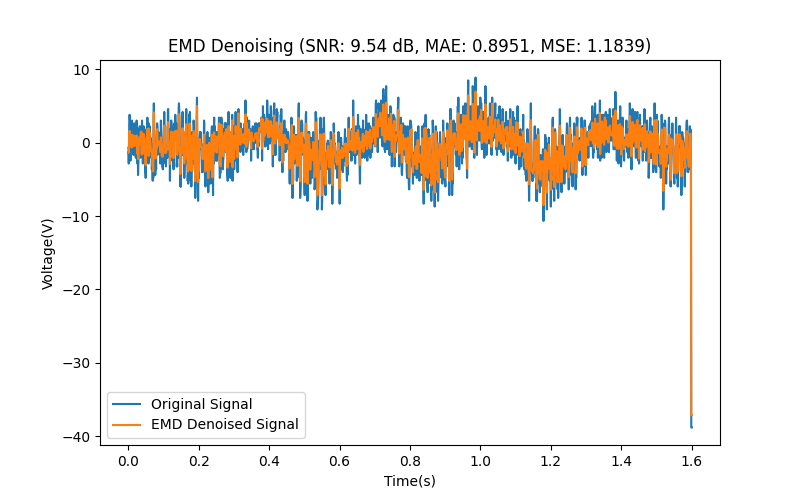 EMD Denoising (SNR: 9.54 dB, MAE: 0.8951, MSE: 1.1839)
10
0
−10
−20
−30
−40
Voltage(V)
Original Signal
EMD Denoised Signal
0.0 0.2 0.4 0.6 0.8 1.0 1.2 1.4 1.6
Time(s)